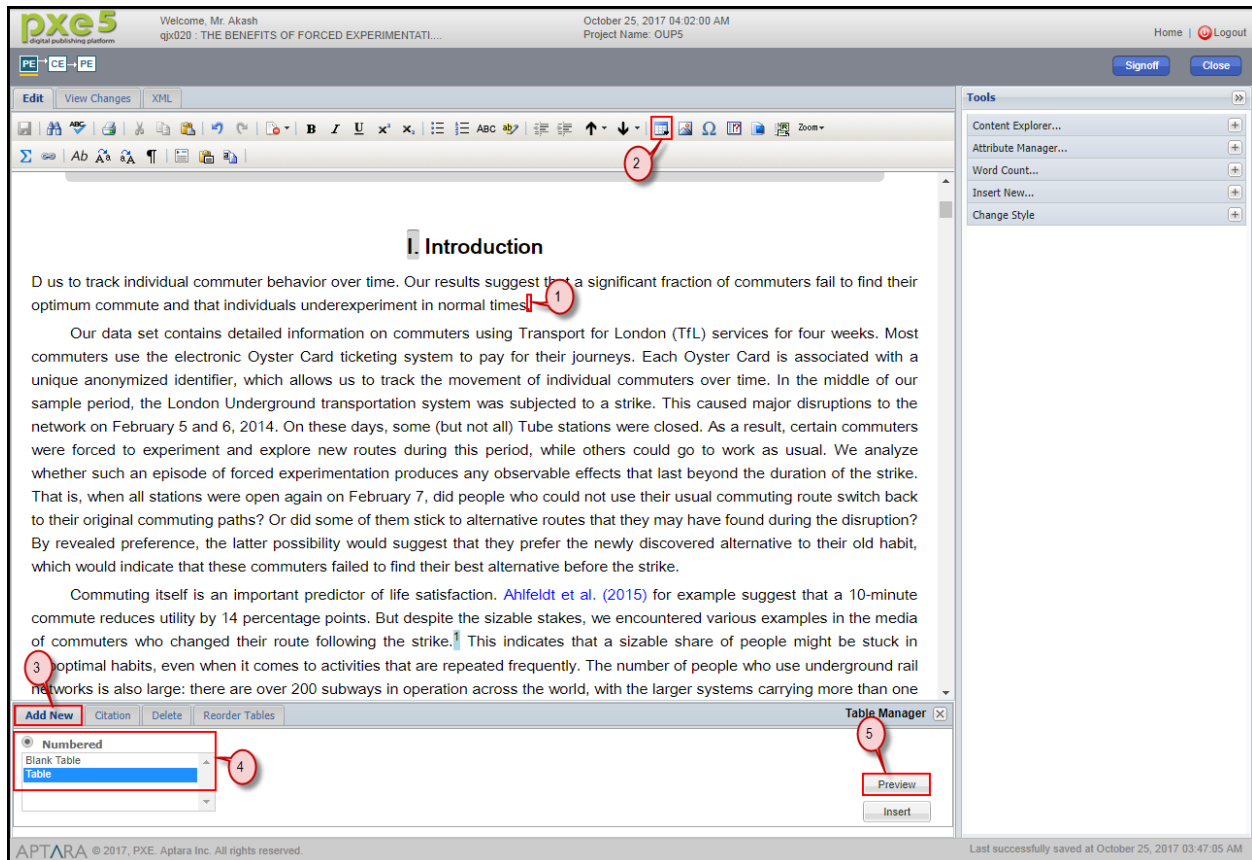 pxe5
digital publishing platform
Welcome, Mr. Akash
qjx020 : THE BENEFITS OF FORCED EXPERIMENTATI....
October 25, 2017 04:02:00 AM
Project Name: OUP5
Home | Logout
PE → CE → PE
Signoff Close
Edit View Changes XML
ABC B I U x² x₂ ABC ab Ω Zoom
Σ Ab Aa aA ¶
2
I. Introduction
D us to track individual commuter behavior over time. Our results suggest that a significant fraction of commuters fail to find their
optimum commute and that individuals underexperiment in normal times.
1
Our data set contains detailed information on commuters using Transport for London (TfL) services for four weeks. Most
commuters use the electronic Oyster Card ticketing system to pay for their journeys. Each Oyster Card is associated with a
unique anonymized identifier, which allows us to track the movement of individual commuters over time. In the middle of our
sample period, the London Underground transportation system was subjected to a strike. This caused major disruptions to the
network on February 5 and 6, 2014. On these days, some (but not all) Tube stations were closed. As a result, certain commuters
were forced to experiment and explore new routes during this period, while others could go to work as usual. We analyze
whether such an episode of forced experimentation produces any observable effects that last beyond the duration of the strike.
That is, when all stations were open again on February 7, did people who could not use their usual commuting route switch back
to their original commuting paths? Or did some of them stick to alternative routes that they may have found during the disruption?
By revealed preference, the latter possibility would suggest that they prefer the newly discovered alternative to their old habit,
which would indicate that these commuters failed to find their best alternative before the strike.
Commuting itself is an important predictor of life satisfaction. Ahlfeldt et al. (2015) for example suggest that a 10-minute
commute reduces utility by 14 percentage points. But despite the sizable stakes, we encountered various examples in the media
of commuters who changed their route following the strike.1 This indicates that a sizable share of people might be stuck in
optimal habits, even when it comes to activities that are repeated frequently. The number of people who use underground rail
networks is also large: there are over 200 subways in operation across the world, with the larger systems carrying more than one
3
Add New Citation Delete Reorder Tables
Table Manager
Numbered
Blank Table
Table
4
5
Preview
Insert
Tools
Content Explorer...
Attribute Manager...
Word Count...
Insert New...
Change Style
APTARA © 2017, PXE. Aptara Inc. All rights reserved.
Last successfully saved at October 25, 2017 03:47:05 AM